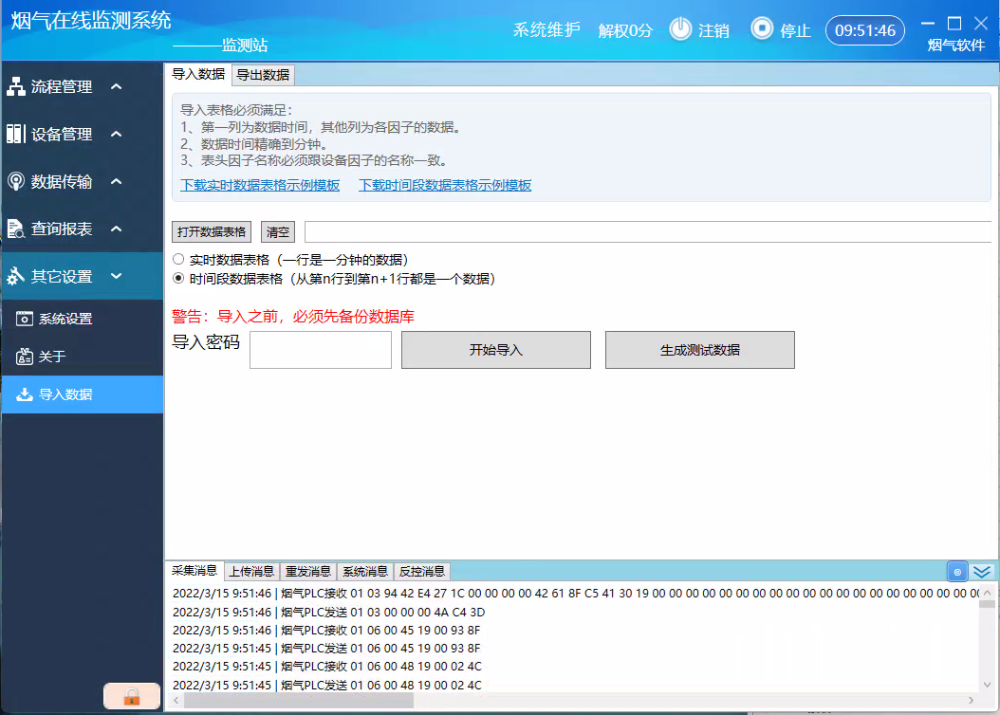 烟气在线监测系统
———监测站
系统维护 解权0分 注销 停止 09:51:46
烟气软件
流程管理
设备管理
数据传输
查询报表
其它设置
系统设置
关于
导入数据
导入数据 导出数据
导入表格必须满足:
1、第一列为数据时间，其他列为各因子的数据。
2、数据时间精确到分钟。
3、表头因子名称必须跟设备因子的名称一致。
下载实时数据表格示例模板 下载时间段数据表格示例模板
打开数据表格 清空
实时数据表格（一行是一分钟的数据）
时间段数据表格（从第n行到第n+1行都是一个数据）
警告：导入之前，必须先备份数据库
导入密码 开始导入 生成测试数据
采集消息 上传消息 重发消息 系统消息 反控消息
2022/3/15 9:51:46 | 烟气PLC接收 01 03 94 42 E4 27 1C 00 00 00 00 42 61 8F C5 41 30 19 00 00 00 00 00 00 00 00 00 00 00 00 00 00 00 00 00 00 00
2022/3/15 9:51:46 | 烟气PLC发送 01 03 00 00 00 4A C4 3D
2022/3/15 9:51:46 | 烟气PLC接收 01 06 00 45 19 00 93 8F
2022/3/15 9:51:45 | 烟气PLC发送 01 06 00 45 19 00 93 8F
2022/3/15 9:51:45 | 烟气PLC接收 01 06 00 48 19 00 02 4C
2022/3/15 9:51:45 | 烟气PLC发送 01 06 00 48 19 00 02 4C